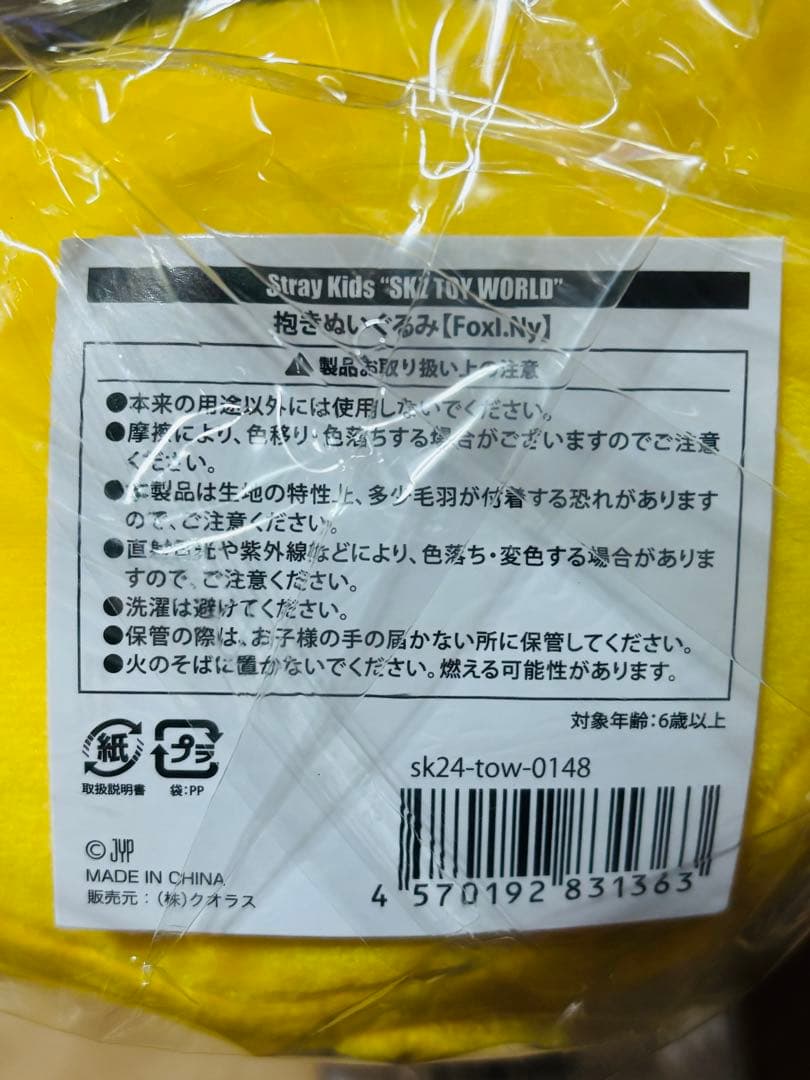 Stray Kids “SKZ TOY WORLD”
抱きぬいぐるみ【FoxI.Ny】
製品お取り扱い上の注意
●本来の用途以外には使用しないでください。
●摩擦により、色移り・色落ちする場合がございますのでご注意
ください。
●本製品は生地の特性上、多少毛羽が付着する恐れがあります
ので、ご注意ください。
●直射日光や紫外線などにより、色落ち・変色する場合がありま
すので、ご注意ください。
●洗濯は避けてください。
●保管の際は、お子様の手の届かない所に保管してください。
●火のそばに置かないでください。燃える可能性があります。
対象年齢:6歳以上
紙
プラ
取扱説明書
袋:PP
sk24-tow-0148
© JYP
MADE IN CHINA
販売元:(株)クオラス
4 570192 831363